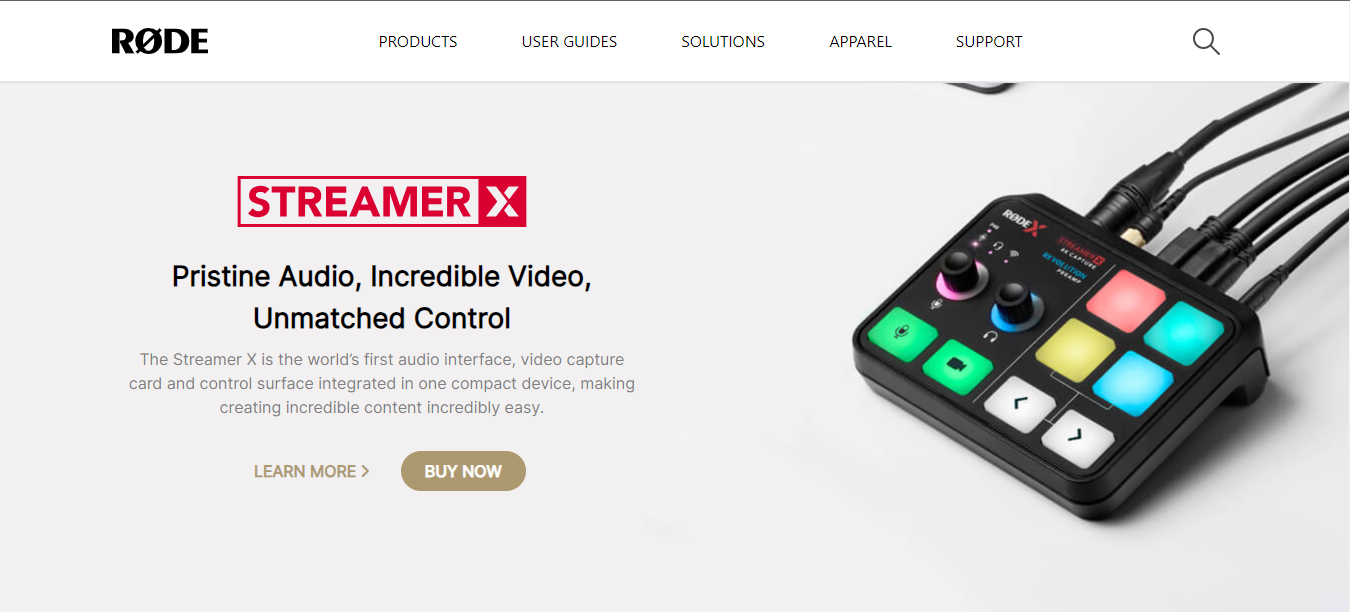 RØDE
PRODUCTS
USER GUIDES
SOLUTIONS
APPAREL
SUPPORT
STREAMER X
Pristine Audio, Incredible Video,
Unmatched Control
The Streamer X is the world’s first audio interface, video capture
card and control surface integrated in one compact device, making
creating incredible content incredibly easy.
LEARN MORE >
BUY NOW
RØDE X
STREAMER X
4K CAPTURE
REVOLUTION
PREAMP